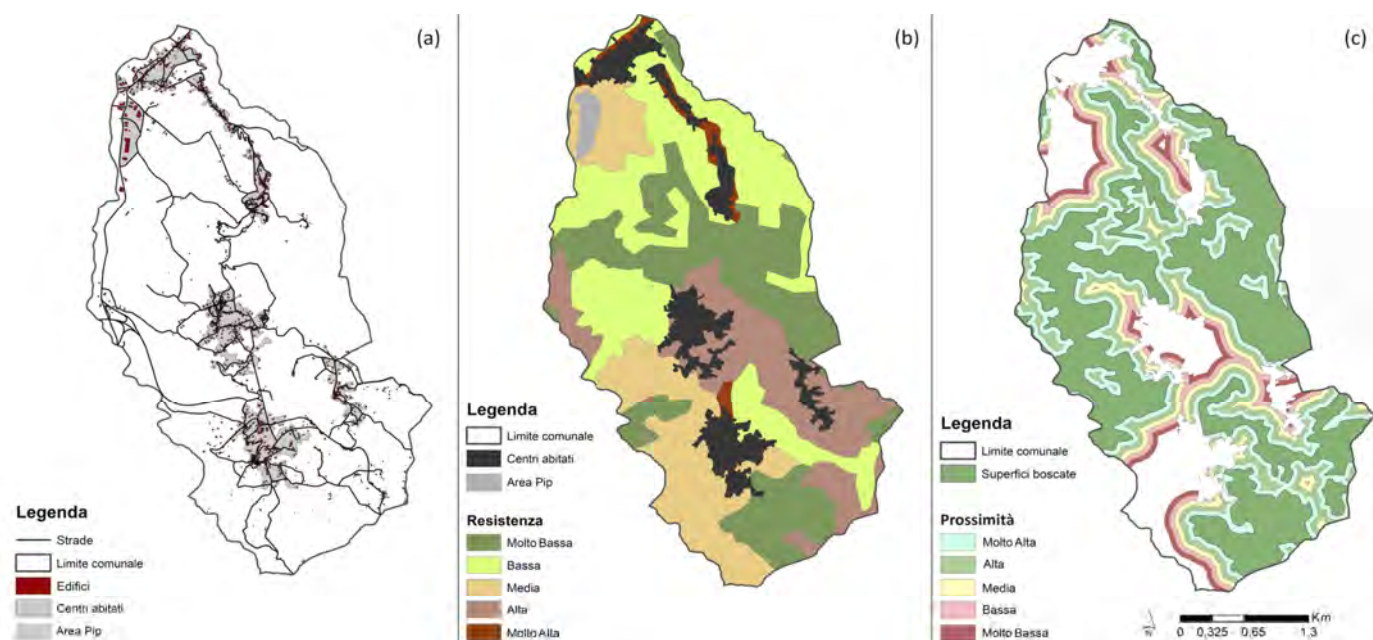 (a)
Legenda
Strade
Limite comunale
Edifici
Centri abitati
Area Pip
(b)
Legenda
Limite comunale
Centri abitati
Area Pip
Resistenza
Molto Bassa
Bassa
Media
Alta
Molto Alta
(c)
Legenda
Limite comunale
Superfici boscate
Prossimità
Molto Alta
Alta
Media
Bassa
Molto Bassa
Km
0 0,325 0,65 1,3